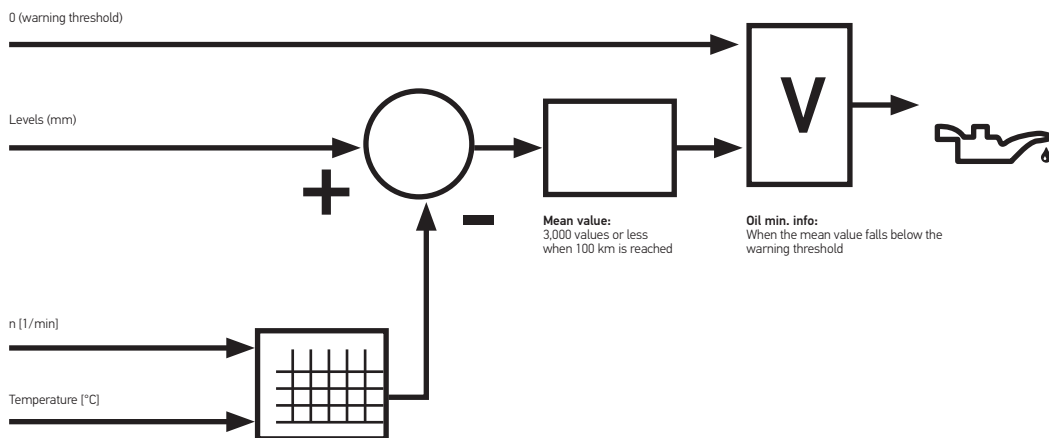 0 (warning threshold)
Levels (mm)
V
Mean value:
3,000 values or less
when 100 km is reached
Oil min. info:
When the mean value falls below the
warning threshold
n [1/min]
Temperature [°C]